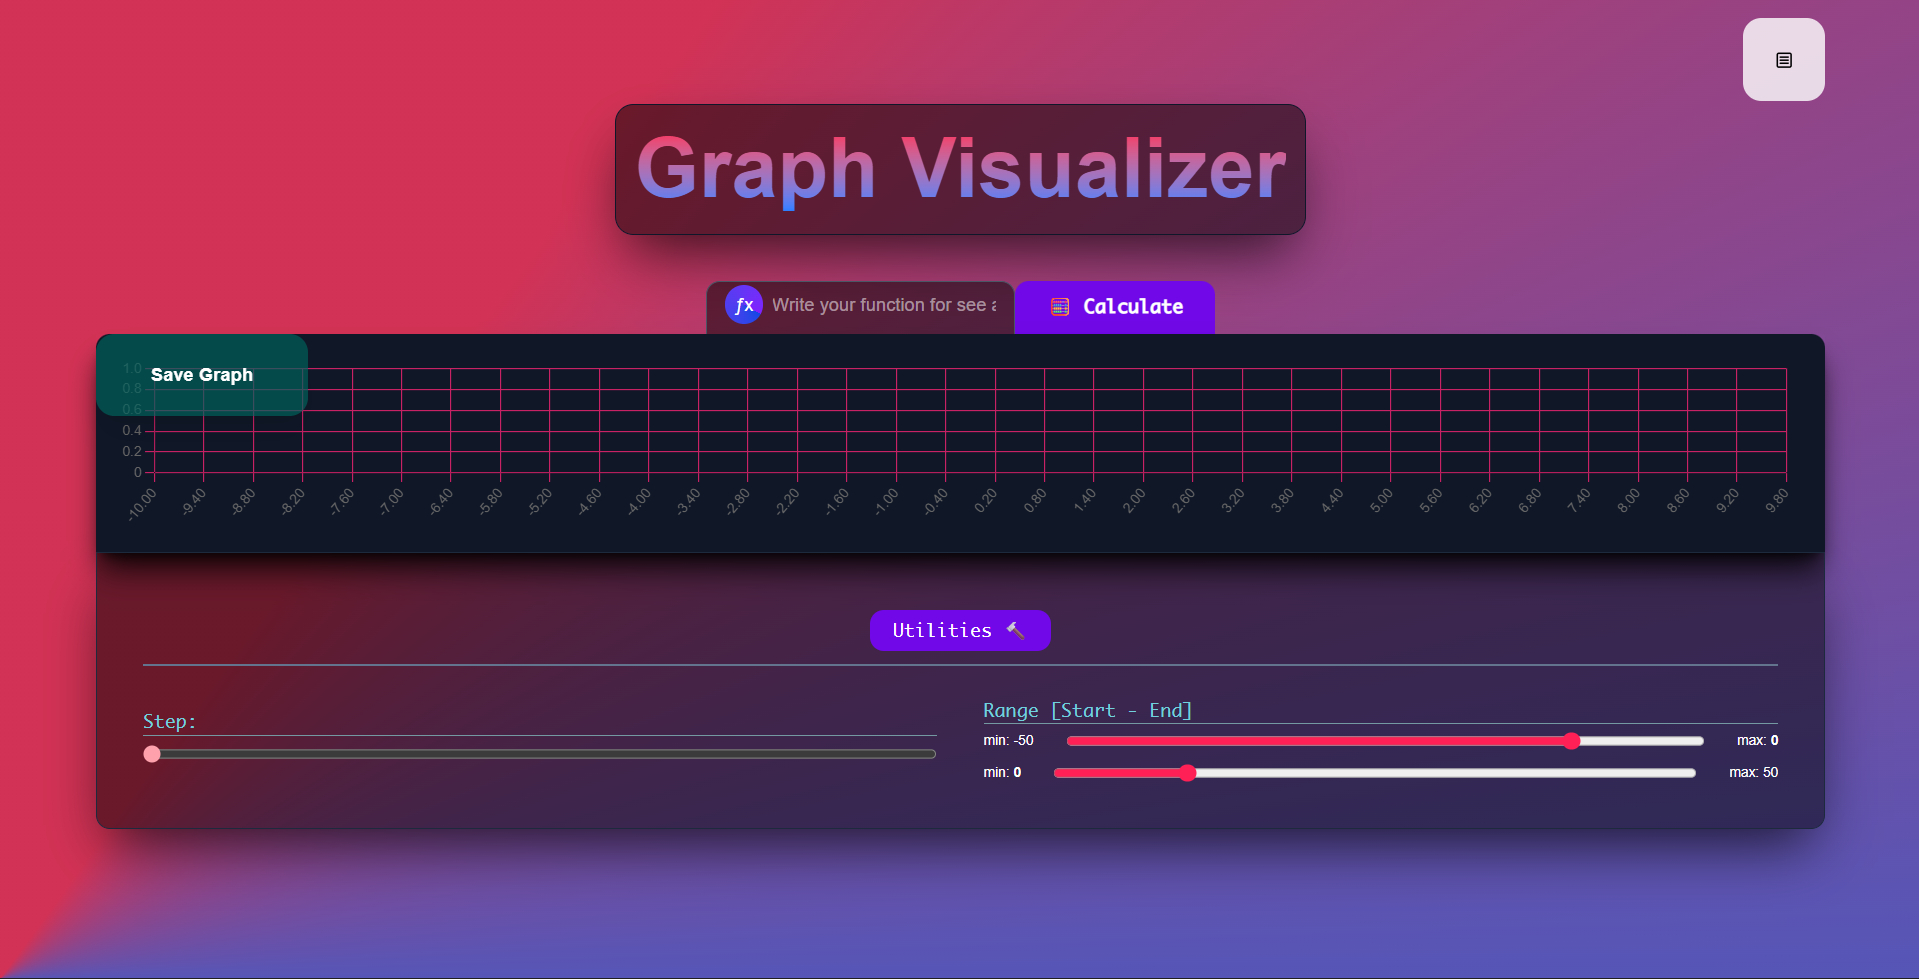 Graph Visualizer
ƒx Write your function for see
🧮 Calculate
Save Graph
1.0
0.8
0.6
0.4
0.2
0
-10.00 -9.40 -8.80 -8.20 -7.60 -7.00 -6.40 -5.80 -5.20 -4.60 -4.00 -3.40 -2.80 -2.20 -1.60 -1.00 -0.40 0.20 0.80 1.40 2.00 2.60 3.20 3.80 4.40 5.00 5.60 6.20 6.80 7.40 8.00 8.60 9.20 9.80
Utilities 🔨
Step:
Range [Start - End]
min: -50 max: 0
min: 0 max: 50